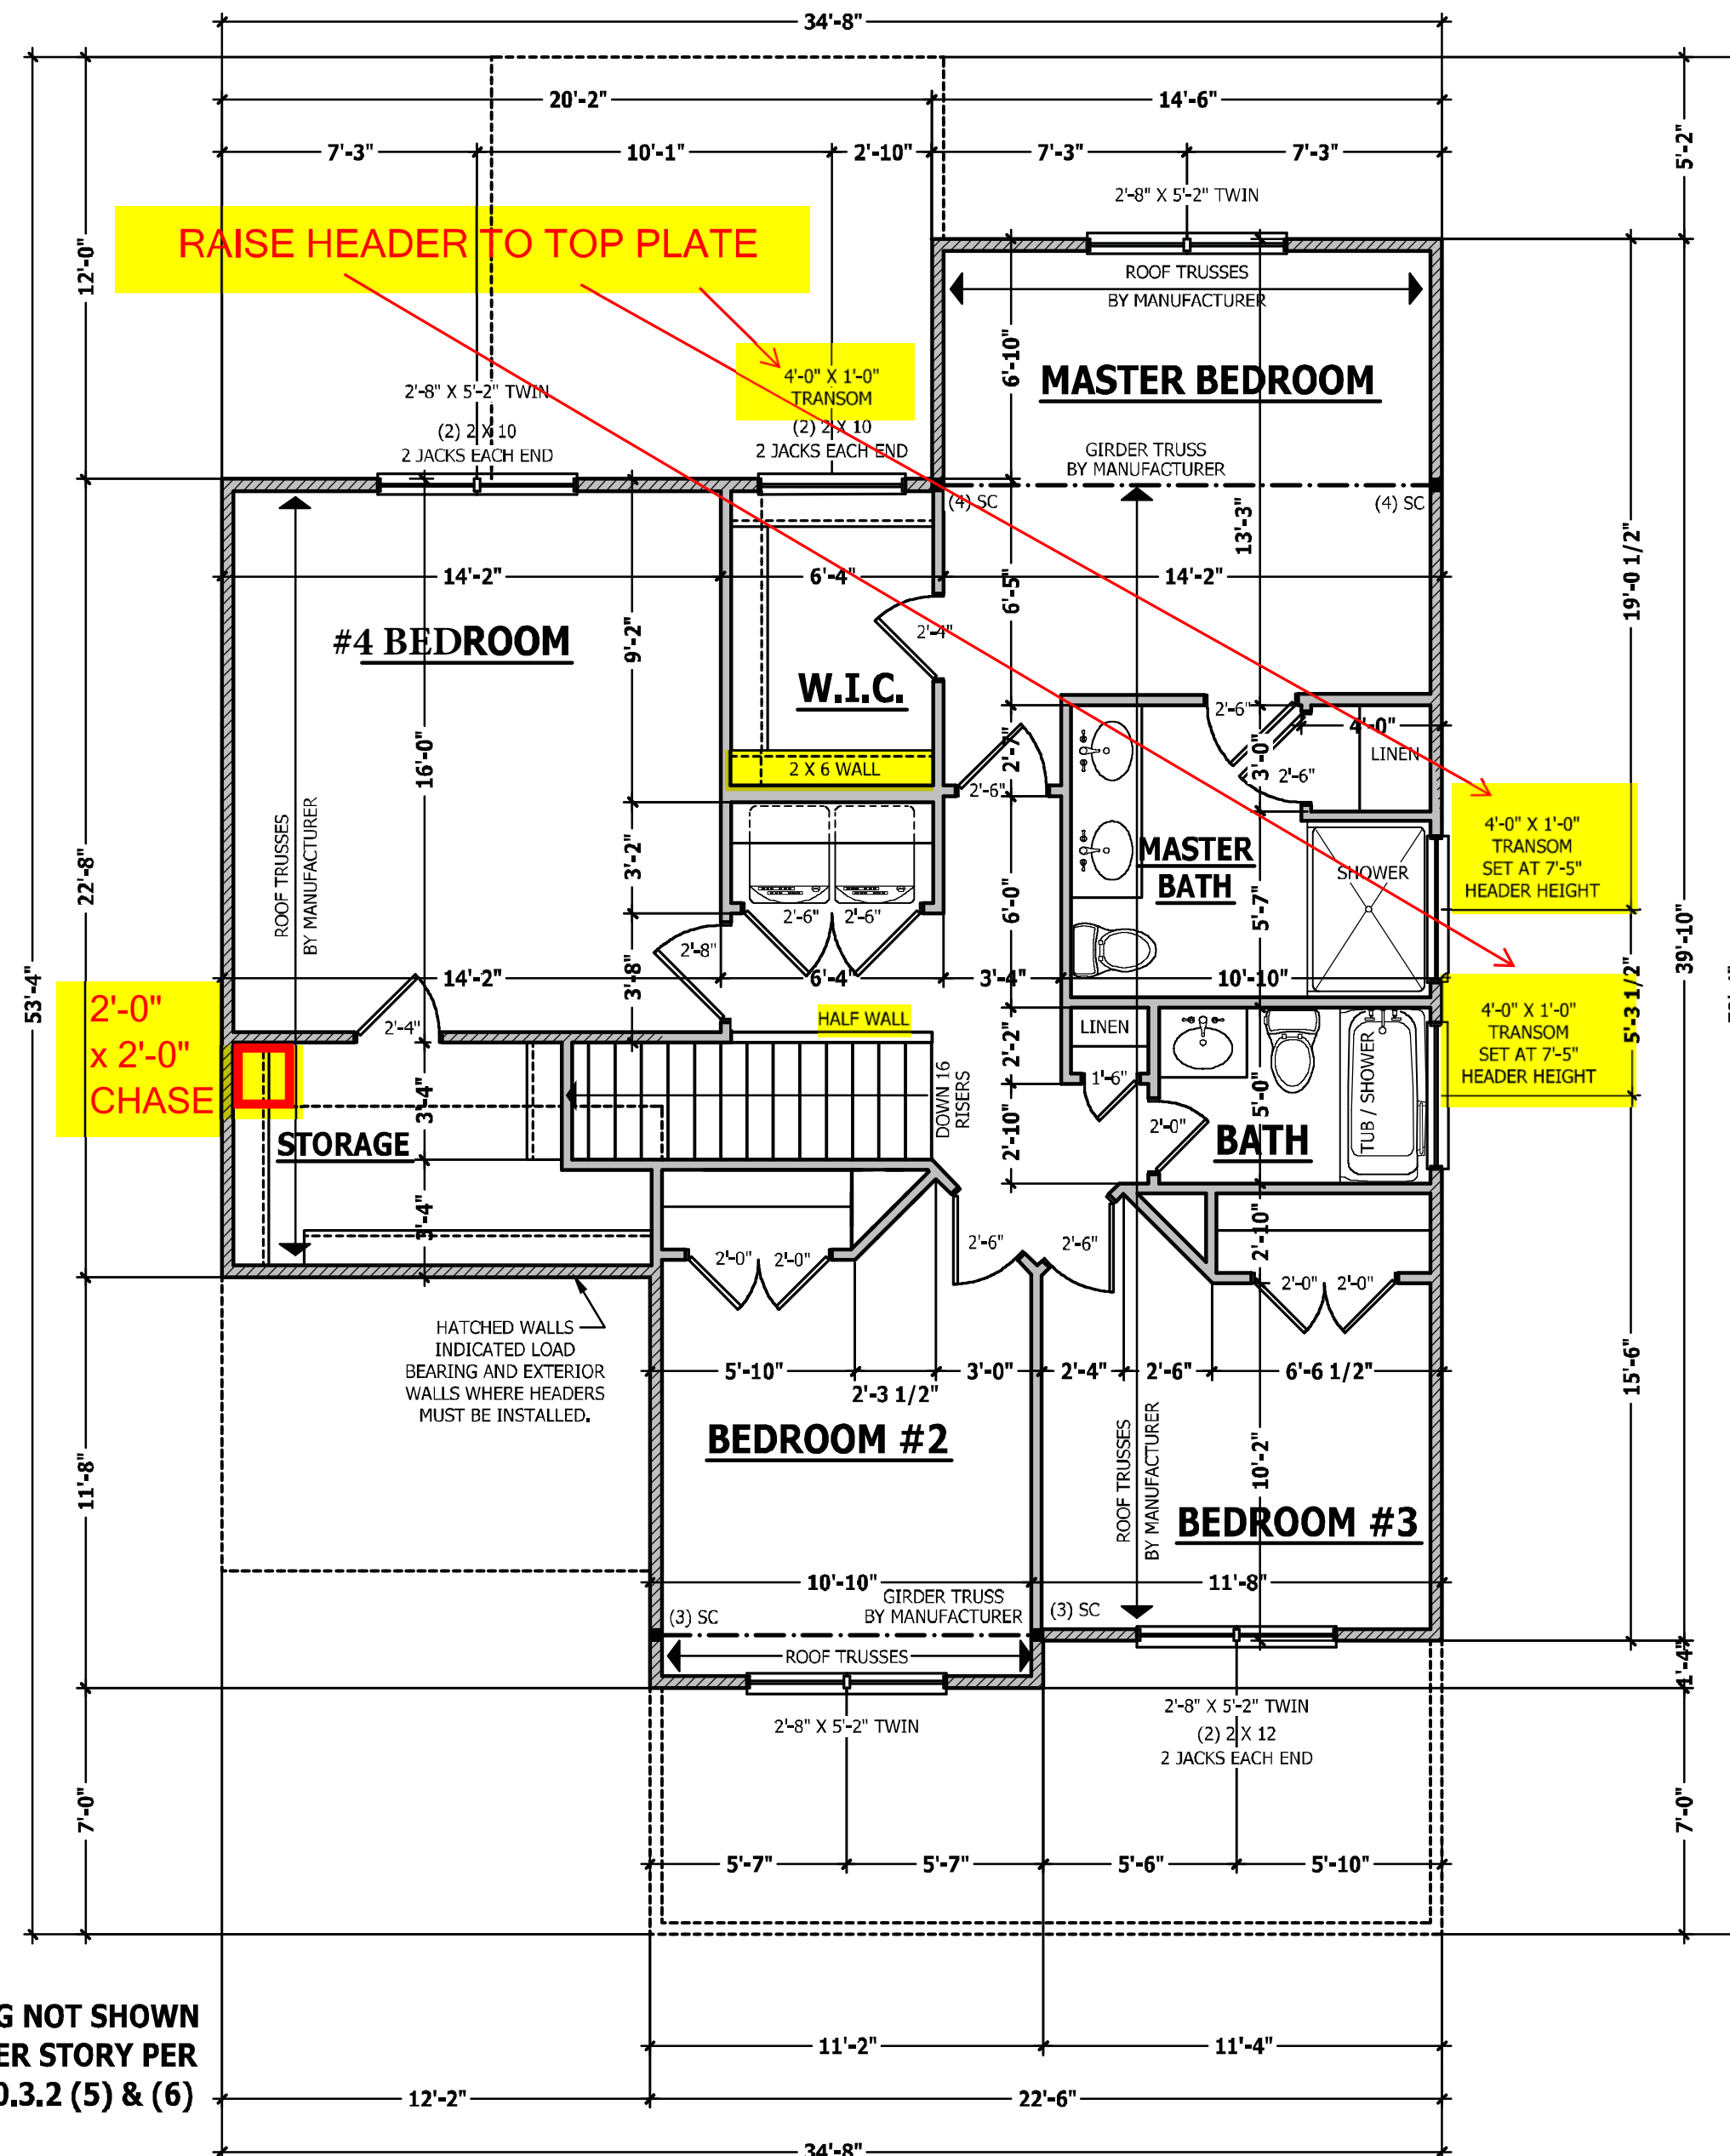 34'-8"
20'-2"
14'-6"
7'-3"
10'-1"
2'-10"
7'-3"
7'-3"
5'-2"
2'-8" X 5'-2" TWIN
RAISE HEADER TO TOP PLATE
12'-0"
ROOF TRUSSES
BY MANUFACTURER
4'-0" X 1'-0"
TRANSOM
(2) 2 X 10
2 JACKS EACH END
2'-8" X 5'-2" TWIN
(2) 2 X 10
2 JACKS EACH END
6'-10"
MASTER BEDROOM
GIRDER TRUSS
BY MANUFACTURER
(4) SC
(4) SC
13'-3"
19'-0 1/2"
14'-2"
6'-4"
14'-2"
6'-5"
#4 BEDROOM
9'-2"
2'-4"
W.I.C.
2'-6"
4'-0"
LINEN
16'-0"
2'-7"
3'-0"
2'-6"
2 X 6 WALL
2'-6"
ROOF TRUSSES
BY MANUFACTURER
22'-8"
3'-2"
MASTER
BATH
SHOWER
4'-0" X 1'-0"
TRANSOM
SET AT 7'-5"
HEADER HEIGHT
6'-0"
5'-7"
2'-6"
2'-6"
39'-10"
2'-8"
53'-4"
14'-2"
3'-8"
6'-4"
3'-4"
10'-10"
2'-0"
x 2'-0"
CHASE
2'-4"
HALF WALL
LINEN
2'-2"
4'-0" X 1'-0"
TRANSOM
SET AT 7'-5"
HEADER HEIGHT
5'-3 1/2"
3'-4"
DOWN 16
RISERS
1'-6"
5'-0"
TUB / SHOWER
STORAGE
2'-10"
2'-0"
BATH
3'-4"
2'-10"
2'-6"
2'-6"
2'-0"
2'-0"
2'-0"
2'-0"
HATCHED WALLS
INDICATED LOAD
BEARING AND EXTERIOR
WALLS WHERE HEADERS
MUST BE INSTALLED.
5'-10"
2'-3 1/2"
3'-0"
2'-4"
2'-6"
6'-6 1/2"
15'-6"
BEDROOM #2
11'-8"
ROOF TRUSSES
BY MANUFACTURER
10'-2"
BEDROOM #3
10'-10"
11'-8"
GIRDER TRUSS
BY MANUFACTURER
(3) SC
(3) SC
ROOF TRUSSES
1'-4"
2'-8" X 5'-2" TWIN
2'-8" X 5'-2" TWIN
(2) 2 X 12
2 JACKS EACH END
7'-0"
7'-0"
5'-7"
5'-7"
5'-6"
5'-10"
G NOT SHOWN
ER STORY PER
0.3.2 (5) & (6)
11'-2"
11'-4"
12'-2"
22'-6"
34'-8"